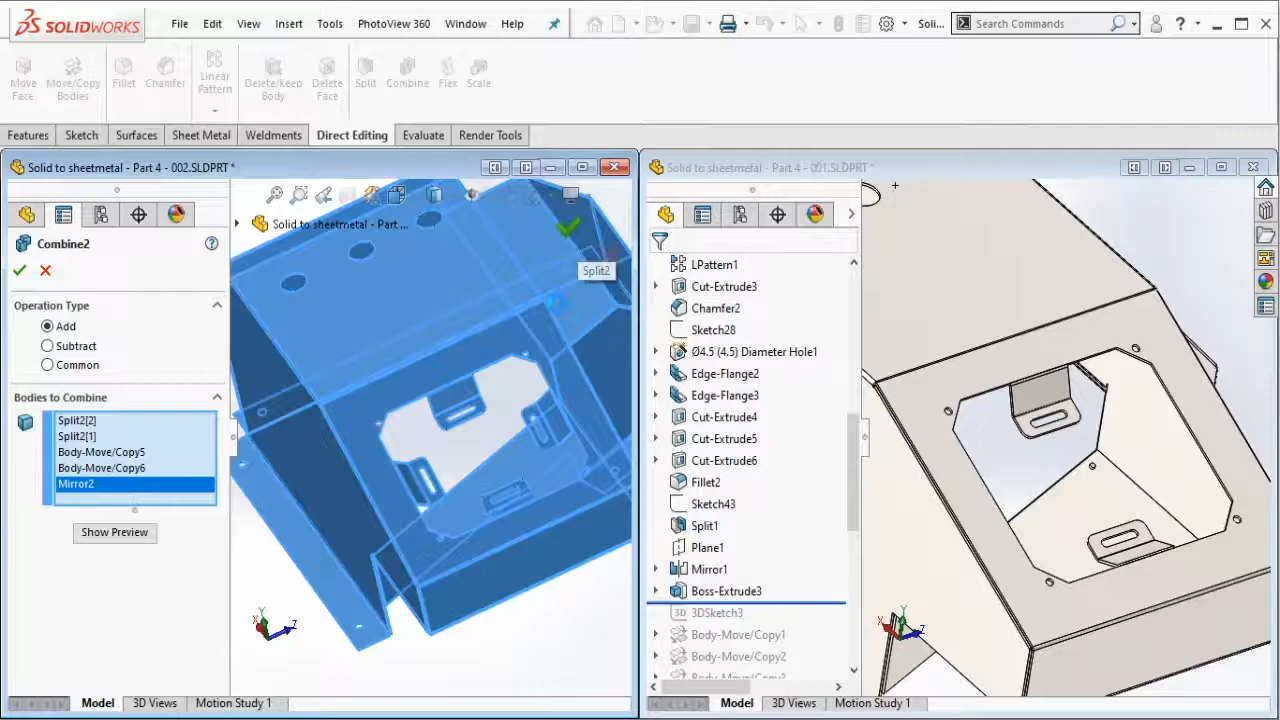 SOLIDWORKS
File Edit View Insert Tools PhotoView 360 Window Help Soli... Search Commands
Move Face
Move/Copy Bodies
Fillet
Chamfer
Linear Pattern
Delete/Keep Body
Delete Face
Split
Combine
Flex
Scale
Features Sketch Surfaces Sheet Metal Weldments Direct Editing Evaluate Render Tools
Solid to sheetmetal - Part 4 - 002.SLDPRT *
Solid to sheetmetal - Part ...
Combine2
Operation Type
Add
Subtract
Common
Bodies to Combine
Split2[2]
Split2[1]
Body-Move/Copy5
Body-Move/Copy6
Mirror2
Show Preview
Split2
Y
X
Z
Model 3D Views Motion Study 1
Solid to sheetmetal - Part 4 - 001.SLDPRT *
LPattern1
Cut-Extrude3
Chamfer2
Sketch28
Ø4.5 (4.5) Diameter Hole1
Edge-Flange2
Edge-Flange3
Cut-Extrude4
Cut-Extrude5
Cut-Extrude6
Fillet2
Sketch43
Split1
Plane1
Mirror1
Boss-Extrude3
3D 3DSketch3
Body-Move/Copy1
Body-Move/Copy2
Body-Move/Copy3
Y
X
Z
Model 3D Views Motion Study 1